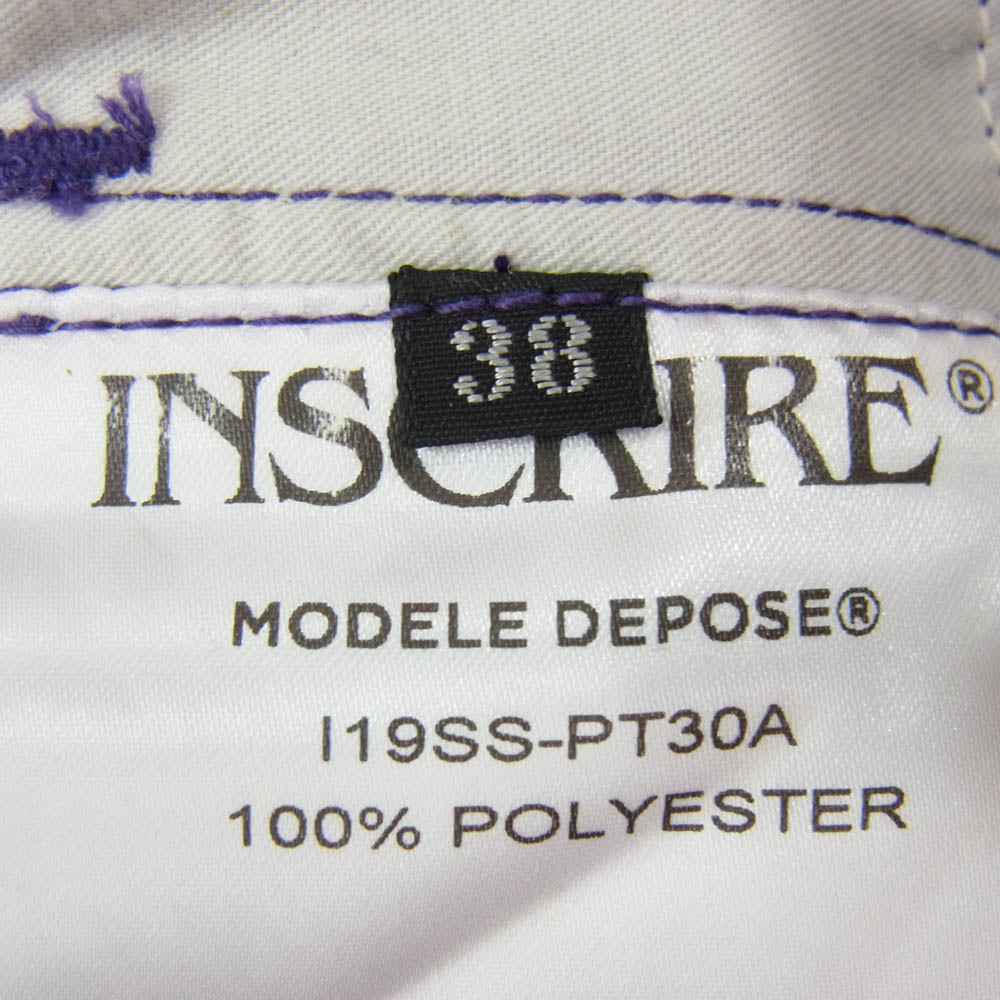 38
INSCRIRE®
MODELE DEPOSE®
I19SS-PT30A
100% POLYESTER